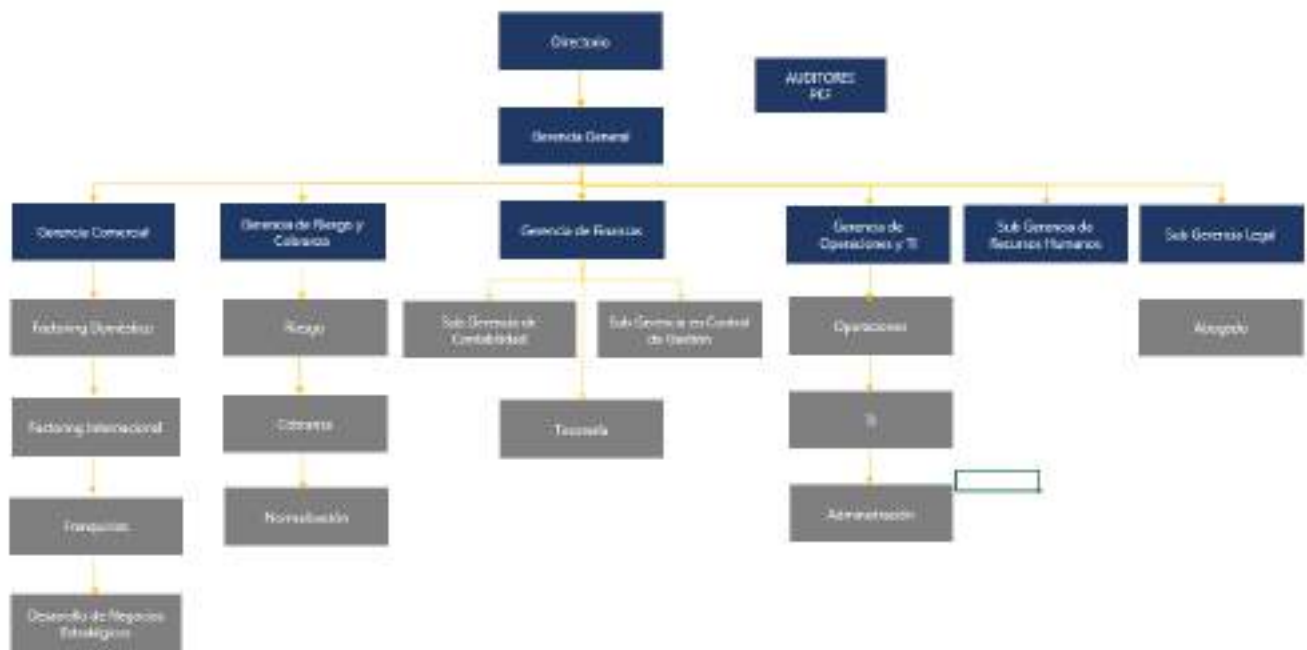 Directorio
AUDITORES
PKF
Gerencia General
Gerencia Comercial
Gerencia de Riesgo y
Cobranza
Gerencia de Finanzas
Gerencia de
Operaciones y TI
Sub Gerencia de
Recursos Humanos
Sub Gerencia Legal
Factoring Doméstico
Riesgo
Sub Gerencia de
Contabilidad
Sub Gerencia en Control
de Gestión
Operaciones
Abogado
Factoring Internacional
Cobranza
Tesorería
TI
Franquicias
Normalización
Administración
Desarrollo de Negocios
Estratégicos